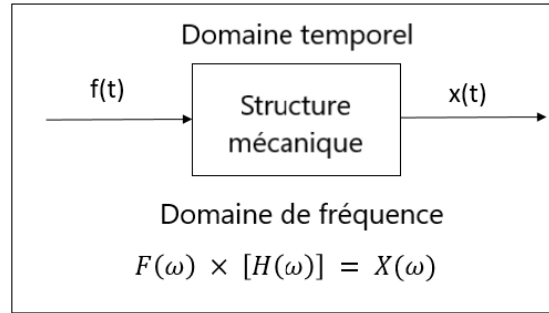 Domaine temporel
f(t)
Structure
mécanique
x(t)
Domaine de fréquence
F(ω) × [H(ω)] = X(ω)